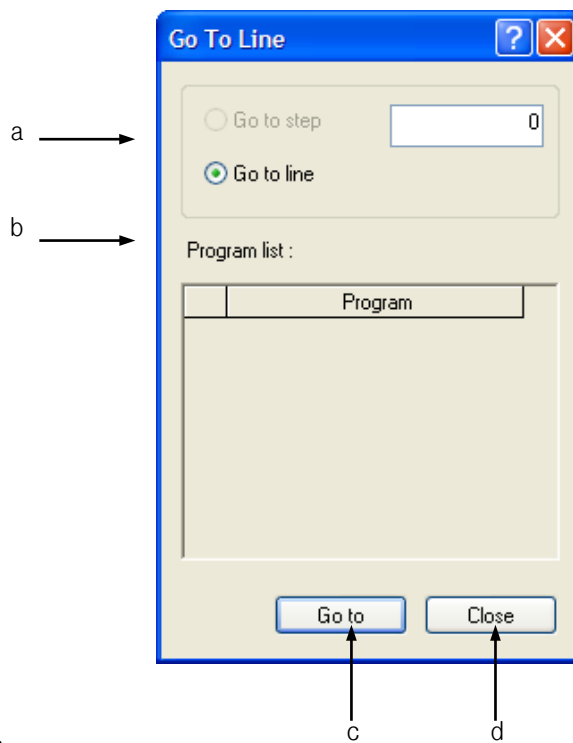 Go To Line
a
Go to step 0
Go to line
b
Program list :
Program
Go to Close
c d